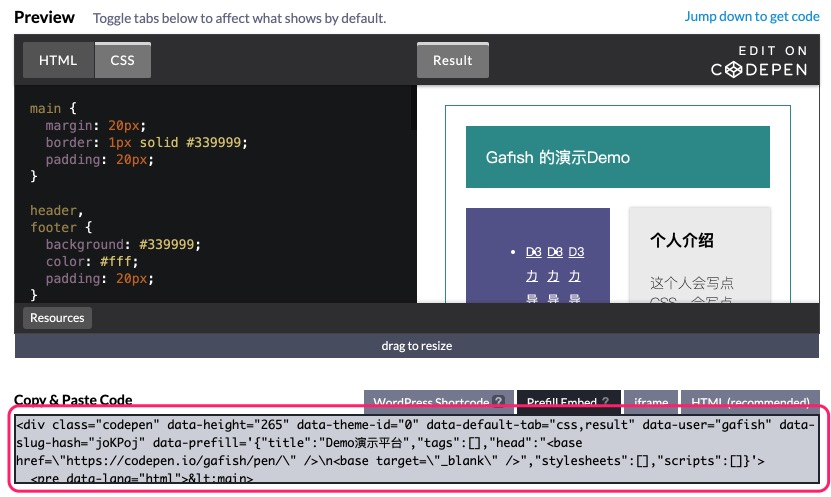 Preview Toggle tabs below to affect what shows by default. Jump down to get code
HTML CSS Result EDIT ON
CODEPEN
main {
margin: 20px;
border: 1px solid #339999;
padding: 20px;
}
header,
footer {
background: #339999;
color: #fff;
padding: 20px;
}
Gafish 的演示Demo
D3 D3 D3
力 力 力
导 导 导
个人介绍
这个人会写点
CSS，会写点
Resources
drag to resize
Copy & Paste Code WordPress Shortcode ? Prefill Embed ? iframe HTML (recommended)
<div class="codepen" data-height="265" data-theme-id="0" data-default-tab="css,result" data-user="gafish" data-
slug-hash="joKPoj" data-prefill='{"title":"Demo演示平台","tags":[],"head":"<base
href=\"https://codepen.io/gafish/pen/\" />\n<base target=\"_blank\" />","stylesheets":[],"scripts":[]}'>
<pre data-lang="html">&lt;main>